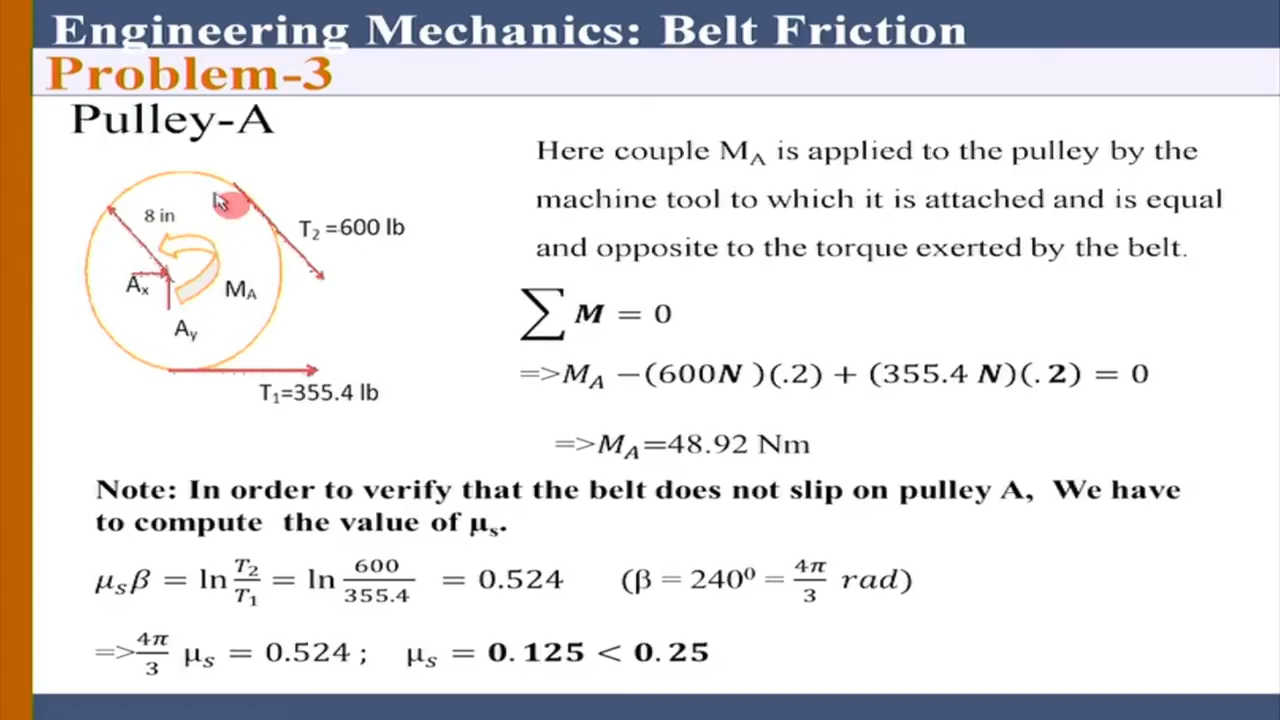 Engineering Mechanics: Belt Friction
Problem-3
Pulley-A
8 in
T₂ =600 lb
Aₓ
M_A
A_y
T₁=355.4 lb
Here couple M_A is applied to the pulley by the
machine tool to which it is attached and is equal
and opposite to the torque exerted by the belt.
∑ M = 0
=>M_A −(600N )(.2) + (355.4 N)(. 2) = 0
=>M_A=48.92 Nm
Note: In order to verify that the belt does not slip on pulley A, We have
to compute the value of μₛ.
μₛβ = ln T₂/T₁ = ln 600/355.4 = 0.524 (β = 240⁰ = 4π/3 rad)
=>4π/3 μₛ = 0.524 ; μₛ = 0.125 < 0.25